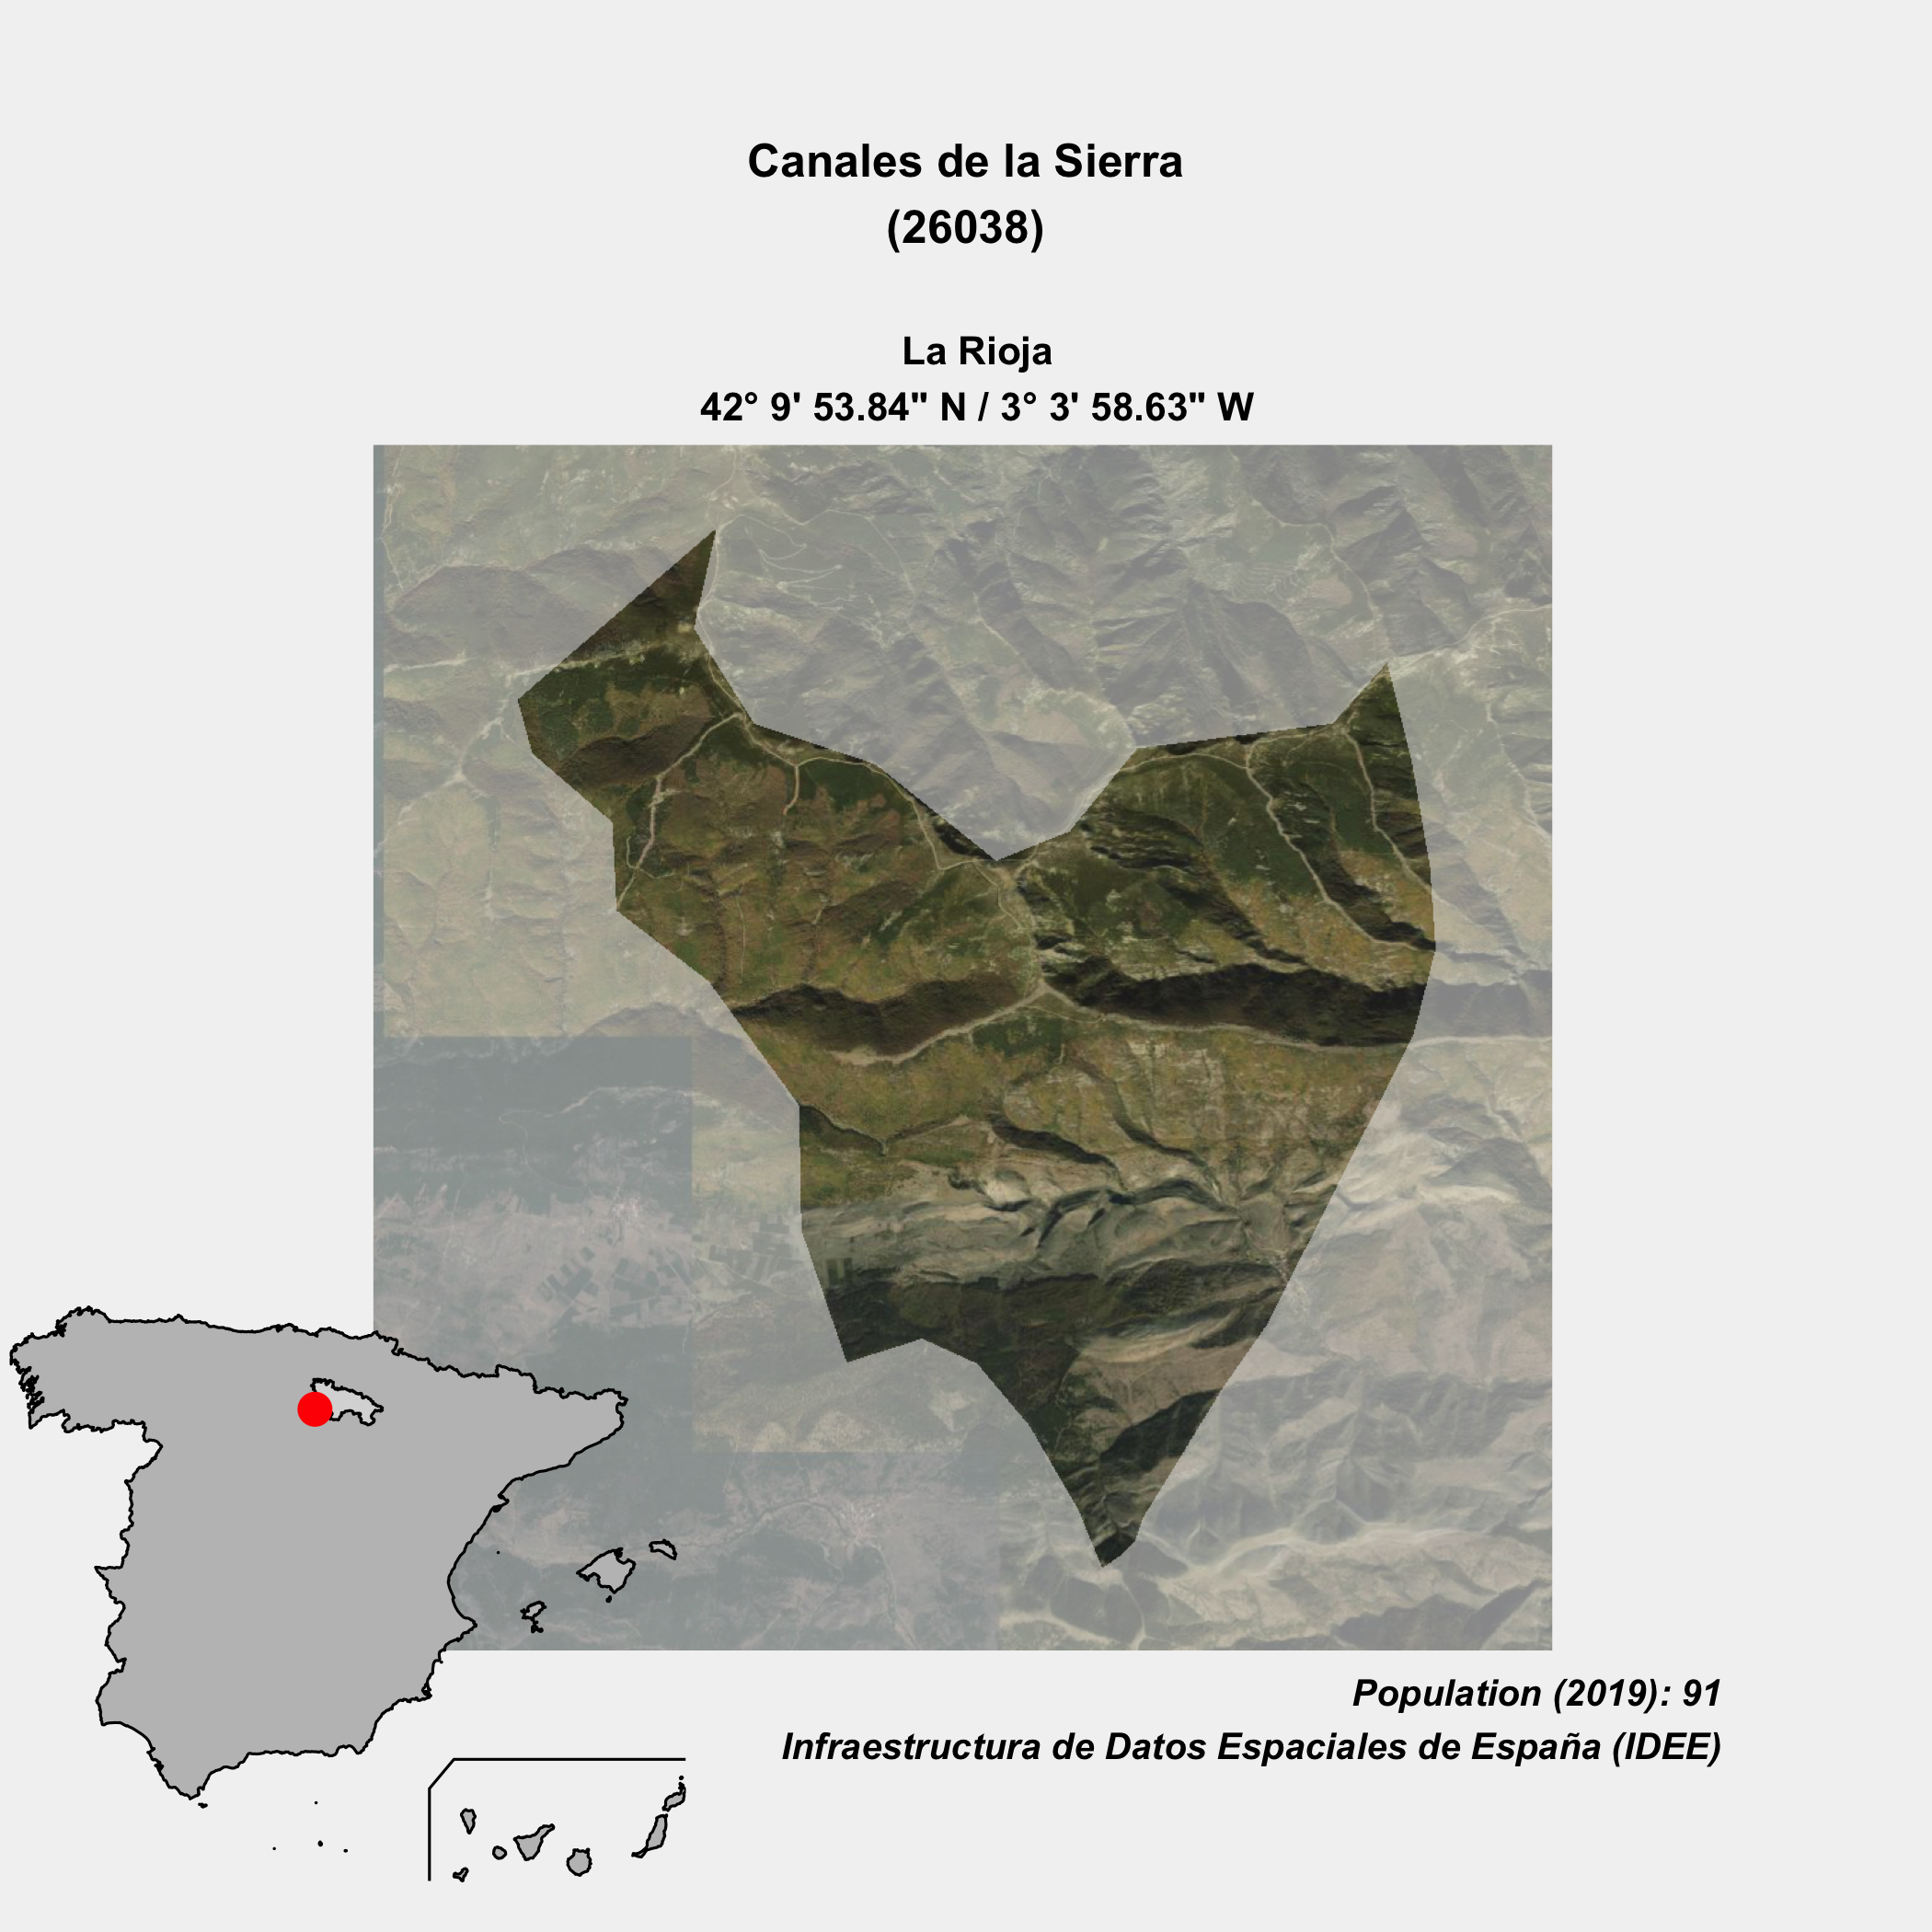 Canales de la Sierra
(26038)
La Rioja
42° 9' 53.84" N / 3° 3' 58.63" W
Population (2019): 91
Infraestructura de Datos Espaciales de España (IDEE)